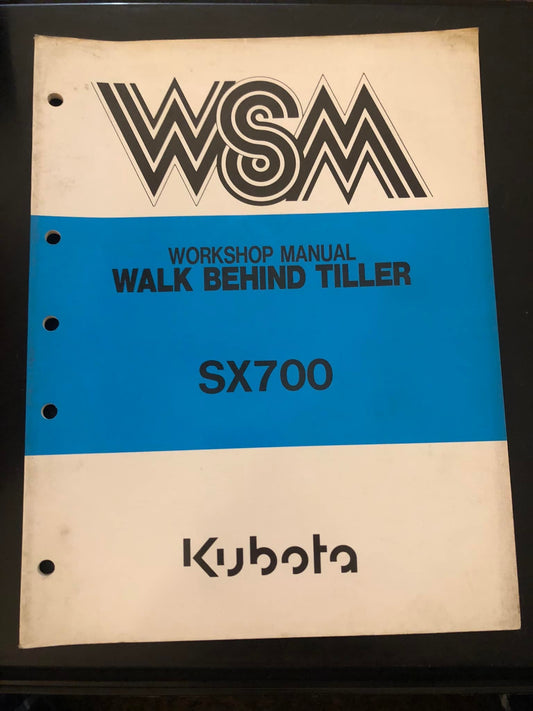 WSM
WORKSHOP MANUAL
WALK BEHIND TILLER
SX700
Kubota